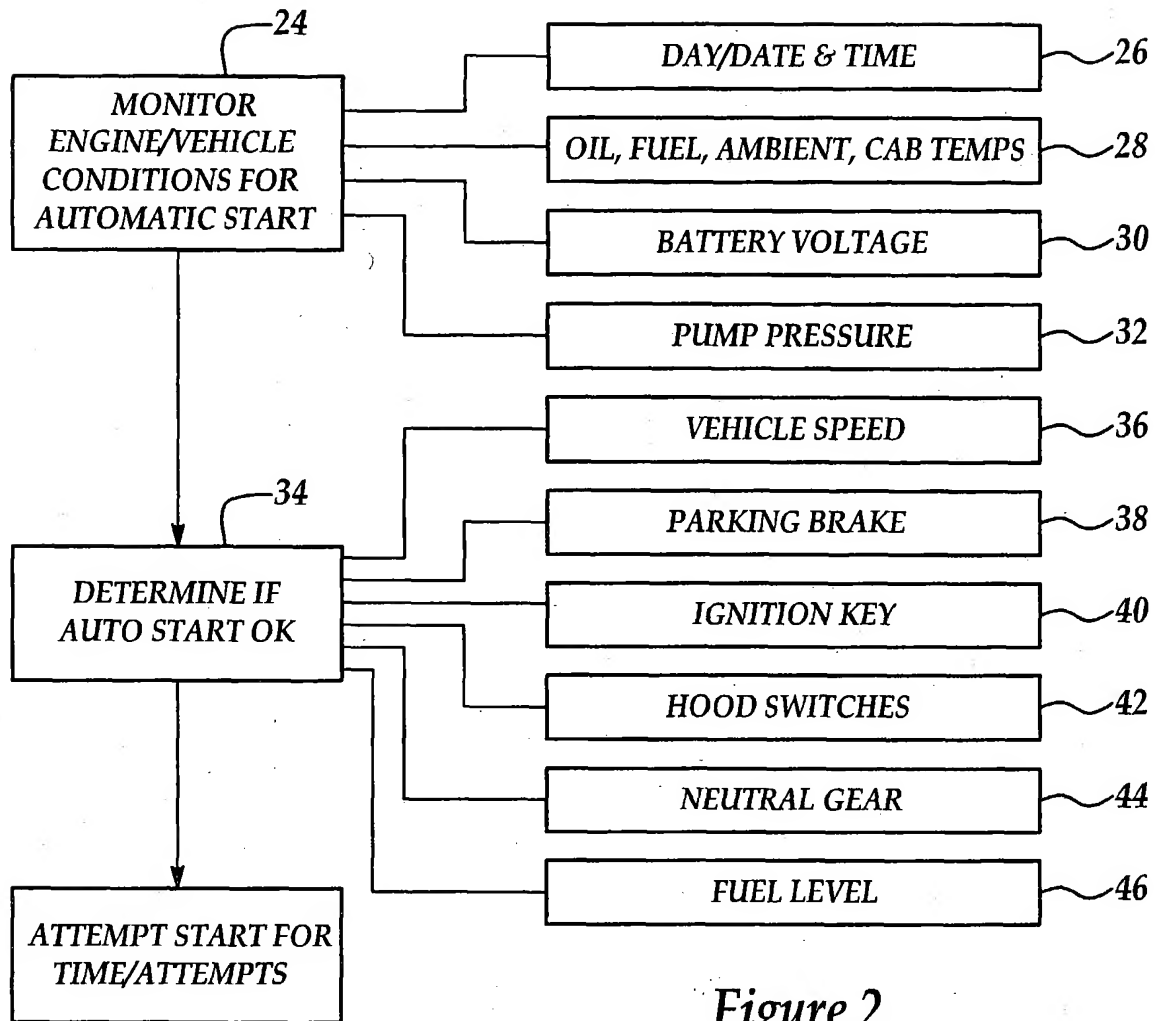 24
MONITOR
ENGINE/VEHICLE
CONDITIONS FOR
AUTOMATIC START
DAY/DATE & TIME
26
OIL, FUEL, AMBIENT, CAB TEMPS
28
BATTERY VOLTAGE
30
PUMP PRESSURE
32
34
DETERMINE IF
AUTO START OK
VEHICLE SPEED
36
PARKING BRAKE
38
IGNITION KEY
40
HOOD SWITCHES
42
NEUTRAL GEAR
44
FUEL LEVEL
46
ATTEMPT START FOR
TIME/ATTEMPTS
Figure 2